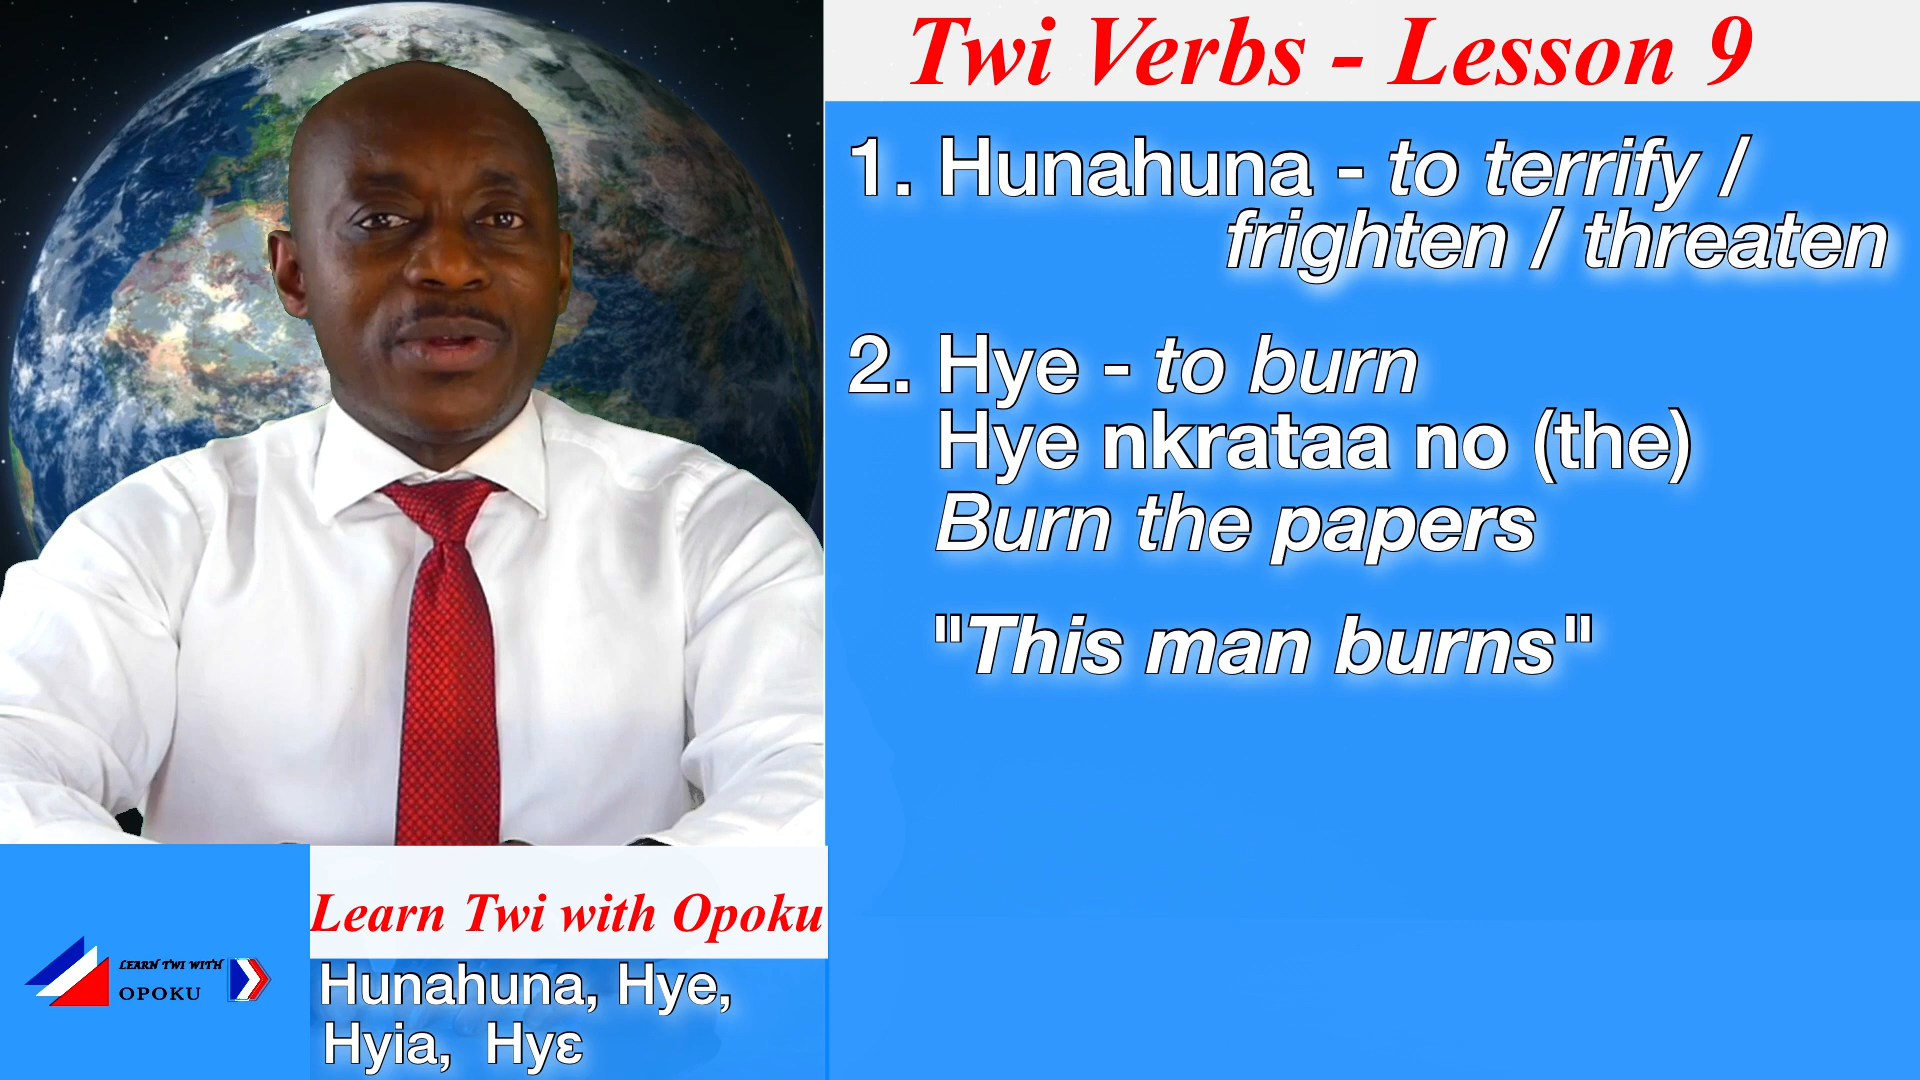 Twi Verbs - Lesson 9
1. Hunahuna - to terrify /
frighten / threaten
2. Hye - to burn
Hye nkrataa no (the)
Burn the papers
"This man burns"
Learn Twi with Opoku
LEARN TWI WITH
OPOKU
Hunahuna, Hye,
Hyia, Hyɛ